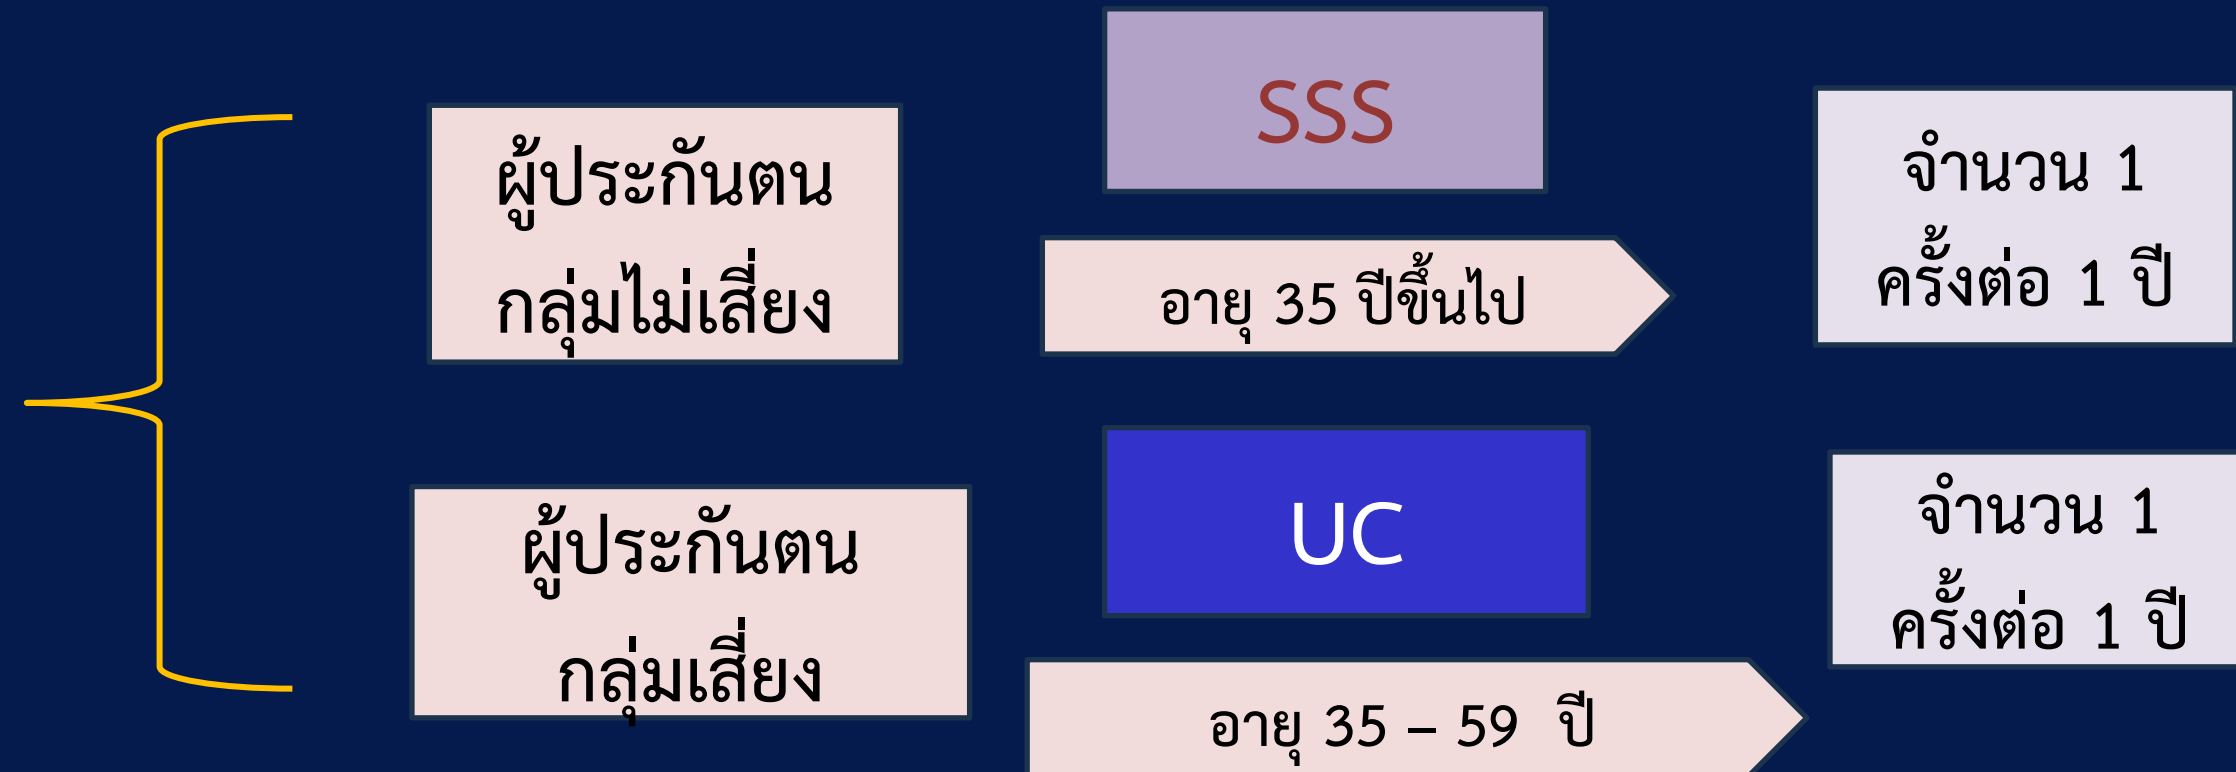 ผู้ประกันตน
กลุ่มไม่เสี่ยง
SSS
อายุ 35 ปีขึ้นไป
จำนวน 1
ครั้งต่อ 1 ปี
ผู้ประกันตน
กลุ่มเสี่ยง
UC
อายุ 35 – 59 ปี
จำนวน 1
ครั้งต่อ 1 ปี